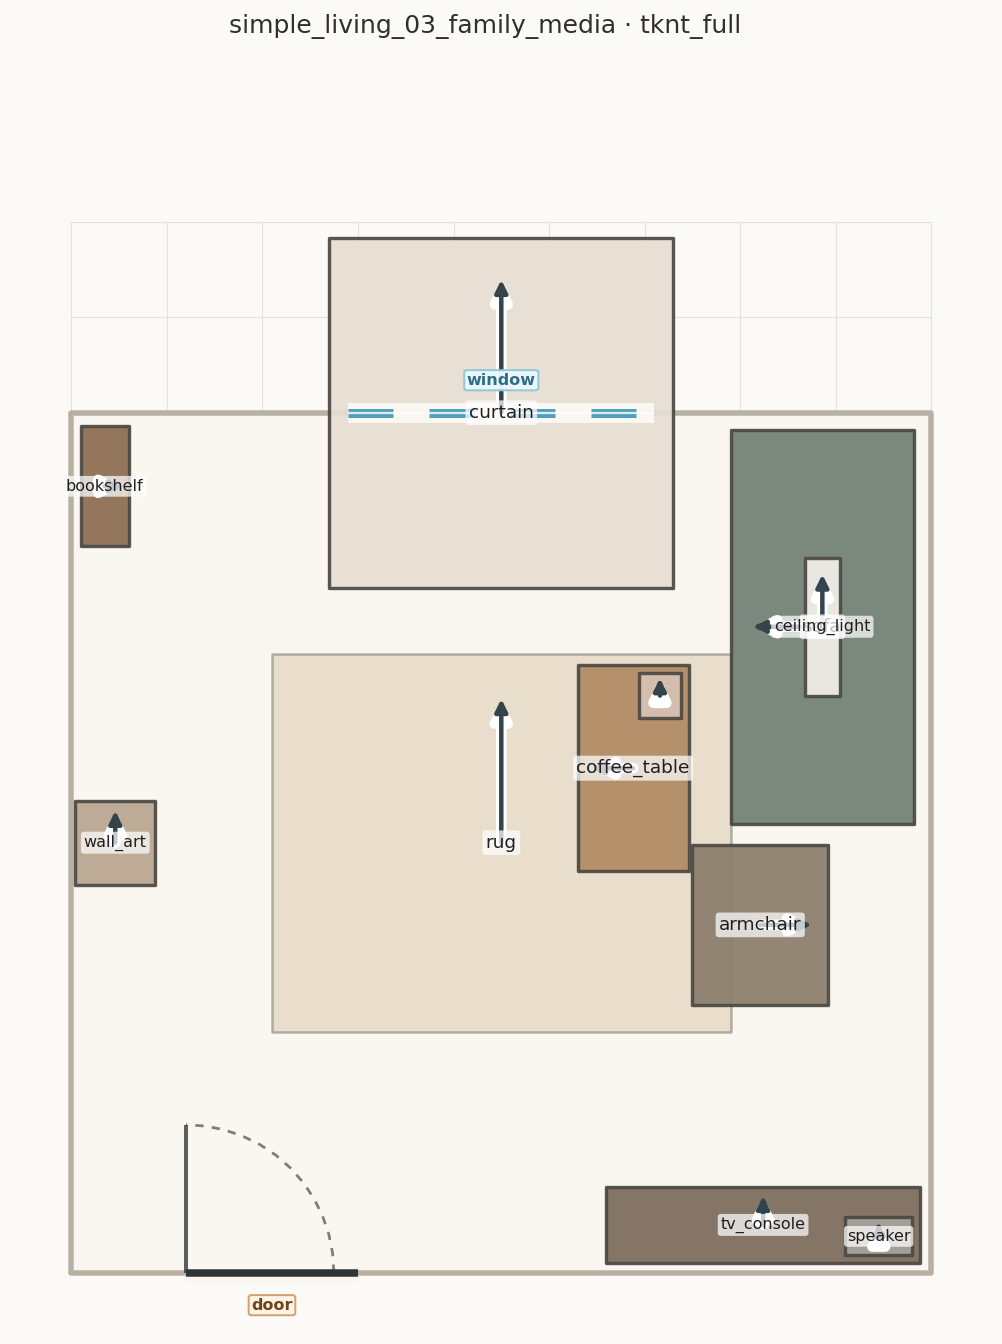 simple_living_03_family_media · tknt_full
window
curtain
bookshelf
ceiling_light
coffee_table
wall_art
rug
armchair
tv_console
speaker
door